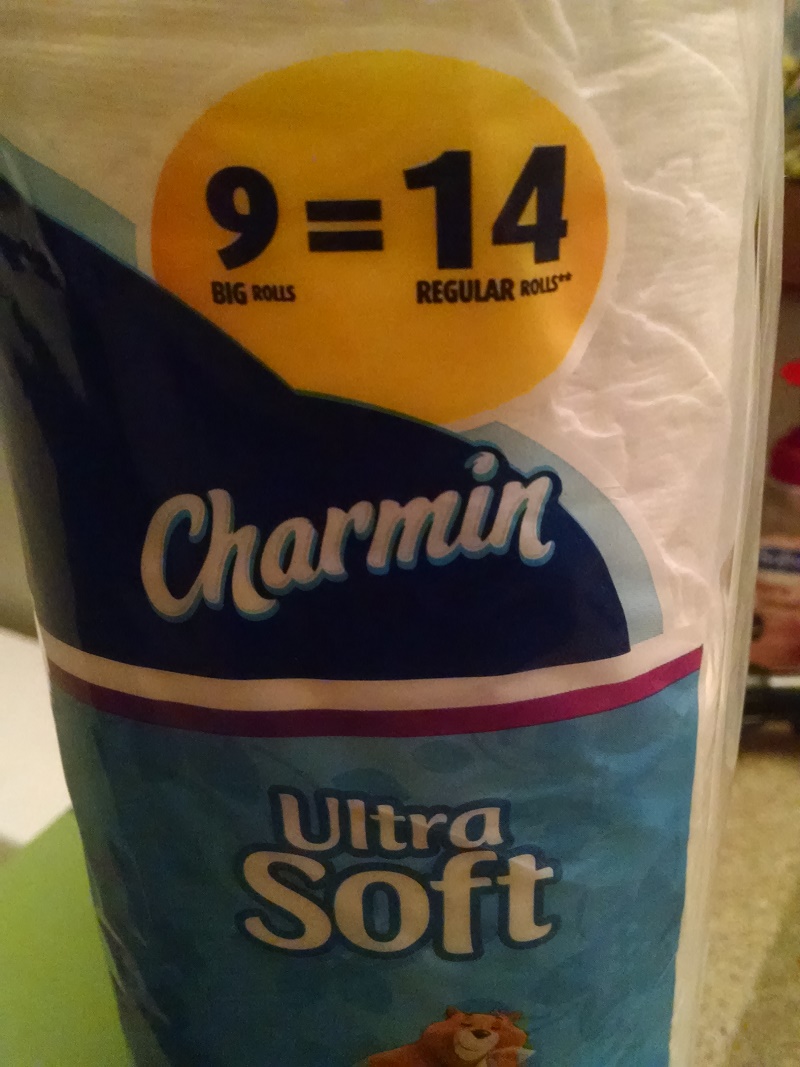 9 = 14
BIG ROLLS REGULAR ROLLS**
Charmin
Ultra
Soft